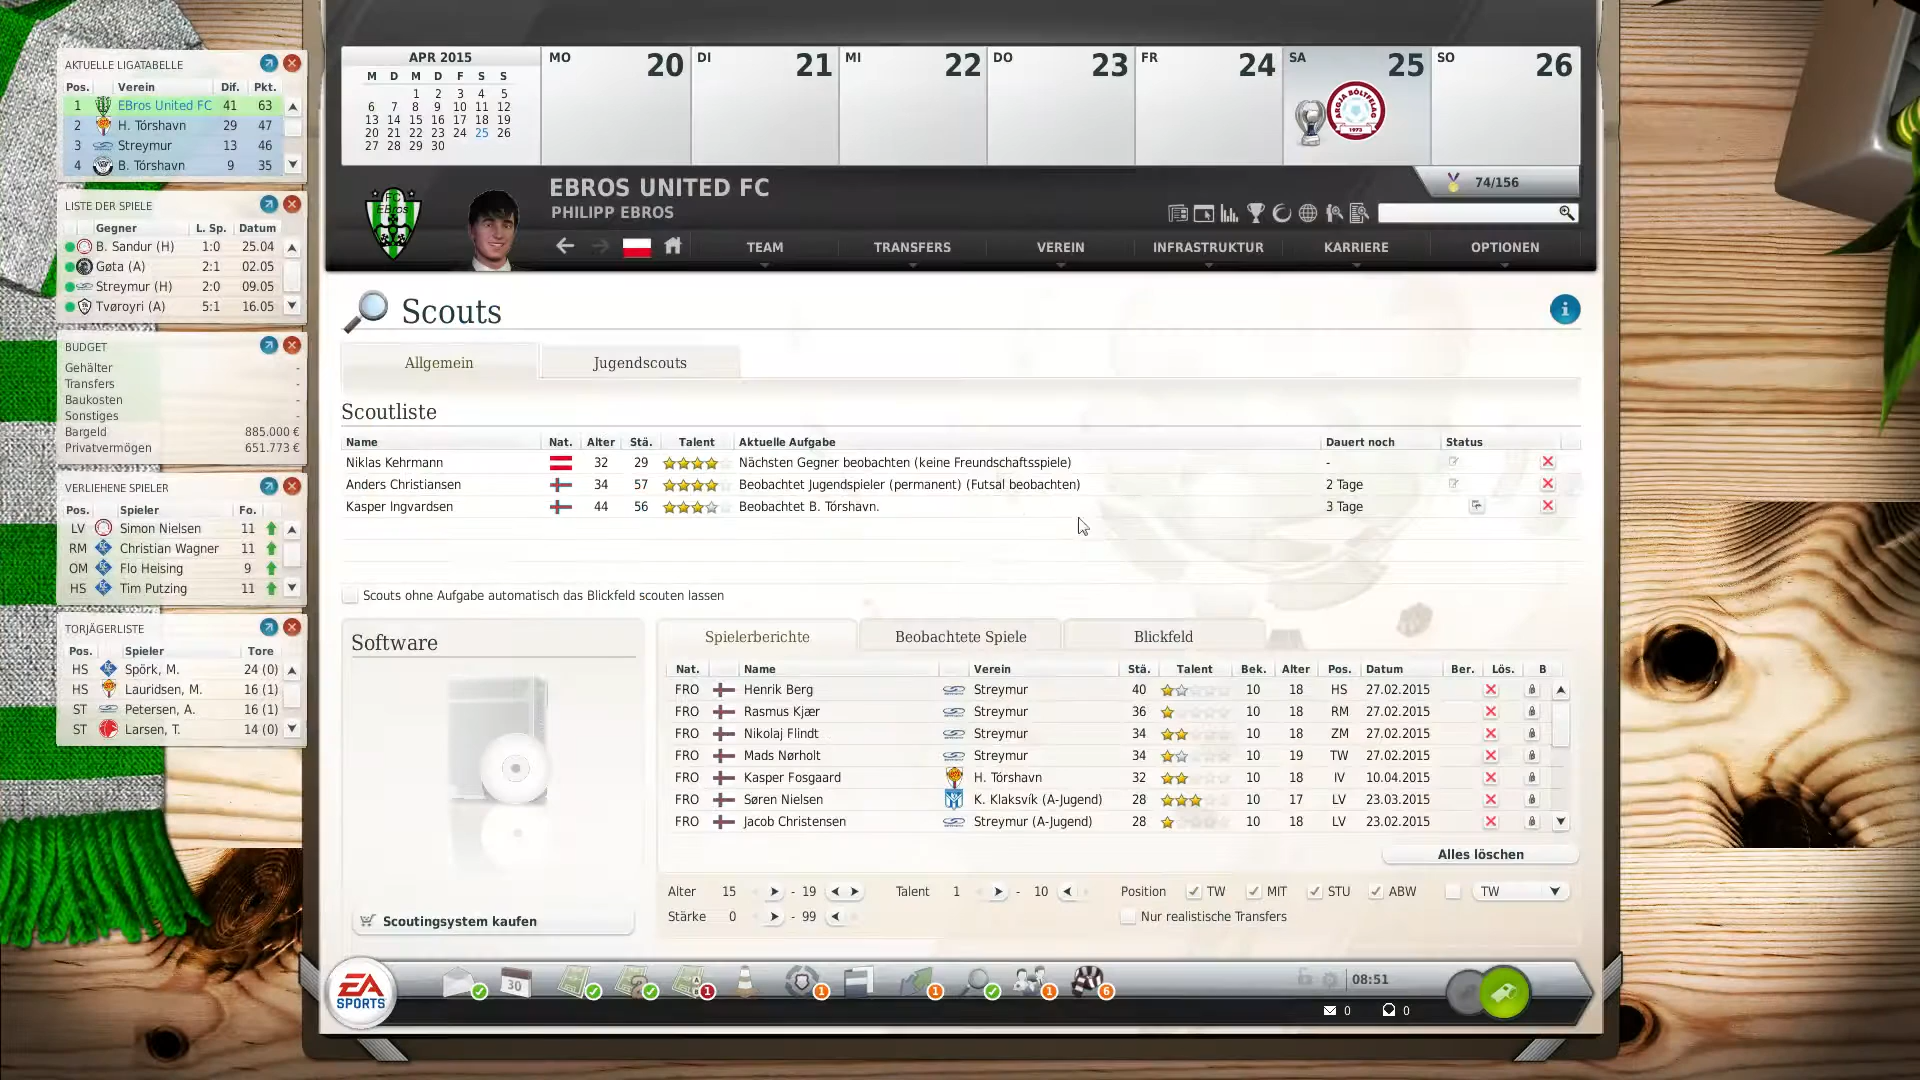 AKTUELLE LIGATABELLE
Pos. Verein Dif. Pkt.
1 EBros United FC 41 63
2 H. Tórshavn 29 47
3 Streymur 13 46
4 B. Tórshavn 9 35
LISTE DER SPIELE
Gegner L. Sp. Datum
B. Sandur (H) 1:0 25.04
Gøta (A) 2:1 02.05
Streymur (H) 2:0 09.05
Tvøroyri (A) 5:1 16.05
BUDGET
Gehälter -
Transfers -
Baukosten -
Sonstiges -
Bargeld 885.000 €
Privatvermögen 651.773 €
VERLIEHENE SPIELER
Pos. Spieler Fo.
LV Simon Nielsen 11
RM Christian Wagner 11
OM Flo Heising 9
HS Tim Putzing 11
TORJÄGERLISTE
Pos. Spieler Tore
HS Spörk, M. 24 (0)
HS Lauridsen, M. 16 (1)
ST Petersen, A. 16 (1)
ST Larsen, T. 14 (0)
APR 2015
M D M D F S S
1 2 3 4 5
6 7 8 9 10 11 12
13 14 15 16 17 18 19
20 21 22 23 24 25 26
27 28 29 30
MO 20 DI 21 MI 22 DO 23 FR 24 SA 25 SO 26
ARGJA BÓLTFELAG
1973
FC
EBros
EBROS UNITED FC
PHILIPP EBROS
74/156
TEAM TRANSFERS VEREIN INFRASTRUKTUR KARRIERE OPTIONEN
Scouts
i
Allgemein Jugendscouts
Scoutliste
Name Nat. Alter Stä. Talent Aktuelle Aufgabe Dauert noch Status
Niklas Kehrmann 32 29 Nächsten Gegner beobachten (keine Freundschaftsspiele) -
Anders Christiansen 34 57 Beobachtet Jugendspieler (permanent) (Futsal beobachten) 2 Tage
Kasper Ingvardsen 44 56 Beobachtet B. Tórshavn. 3 Tage
Scouts ohne Aufgabe automatisch das Blickfeld scouten lassen
Software
Scoutingsystem kaufen
Spielerberichte Beobachtete Spiele Blickfeld
Nat. Name Verein Stä. Talent Bek. Alter Pos. Datum Ber. Lös. B
FRO Henrik Berg Streymur 40 10 18 HS 27.02.2015
FRO Rasmus Kjær Streymur 36 10 18 RM 27.02.2015
FRO Nikolaj Flindt Streymur 34 10 18 ZM 27.02.2015
FRO Mads Nørholt Streymur 34 10 19 TW 27.02.2015
FRO Kasper Fosgaard H. Tórshavn 32 10 18 IV 10.04.2015
FRO Søren Nielsen K. Klaksvík (A-Jugend) 28 10 17 LV 23.03.2015
FRO Jacob Christensen Streymur (A-Jugend) 28 10 18 LV 23.02.2015
Alles löschen
Alter 15 - 19 Talent 1 - 10 Position TW MIT STU ABW TW
Stärke 0 - 99 Nur realistische Transfers
EA SPORTS
30 1 1 1 1 6
08:51
0 0